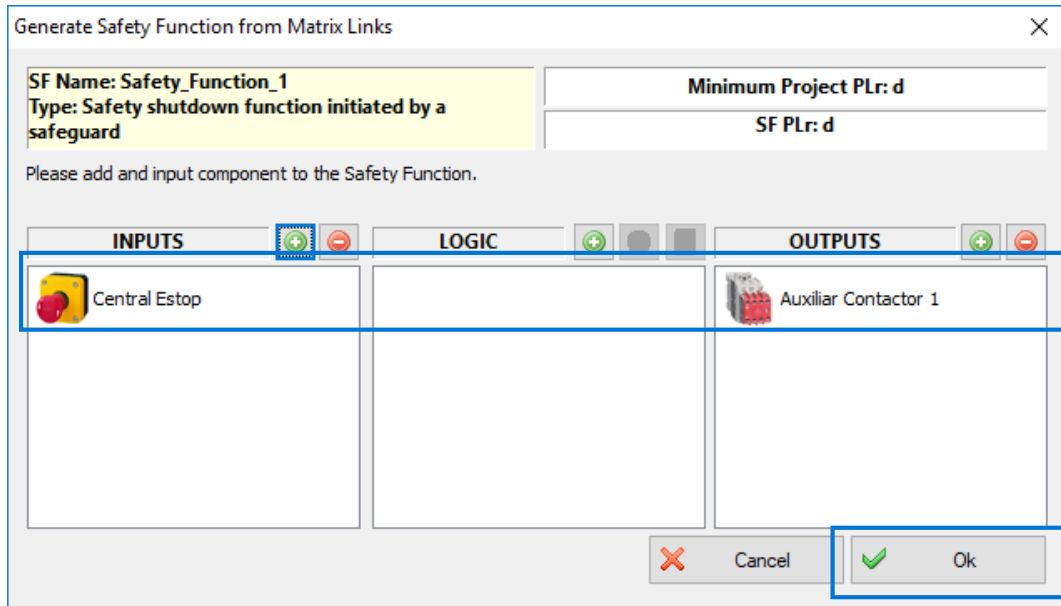 Generate Safety Function from Matrix Links
SF Name: Safety_Function_1
Type: Safety shutdown function initiated by a
safeguard
Minimum Project PLr: d
SF PLr: d
Please add and input component to the Safety Function.
INPUTS
LOGIC
OUTPUTS
Central Estop
Auxiliar Contactor 1
Cancel
Ok